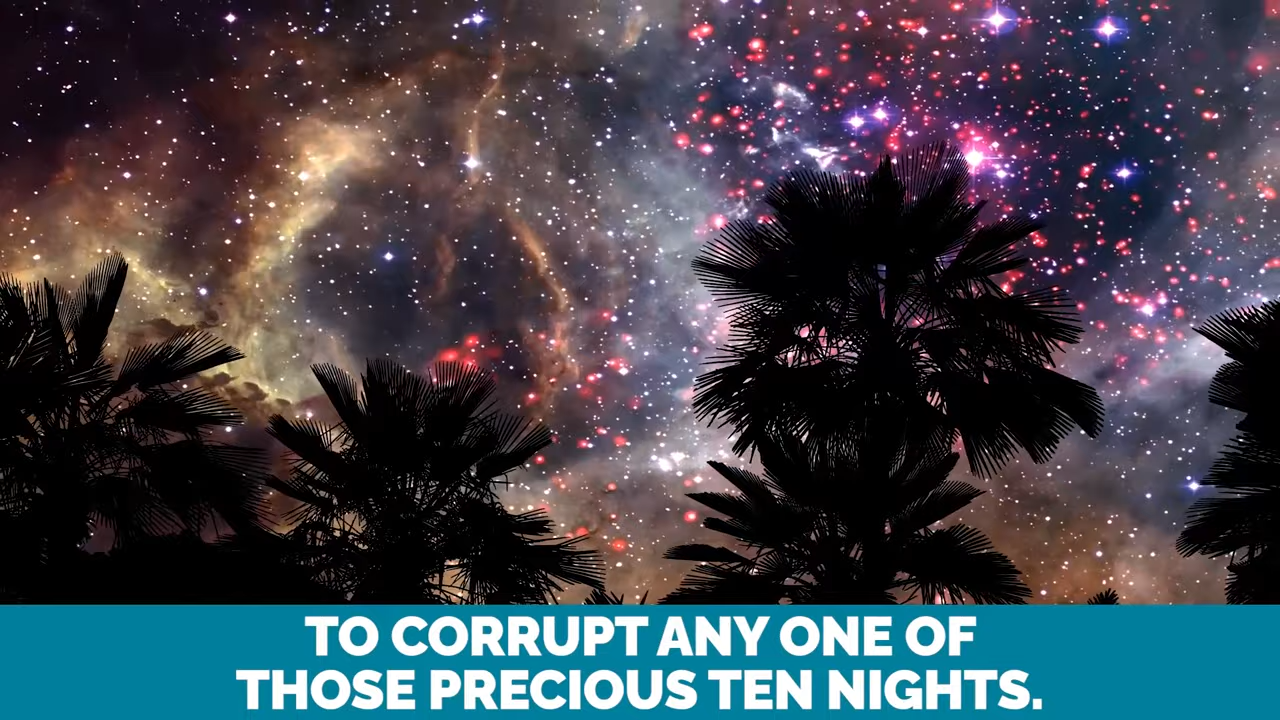 TO CORRUPT ANY ONE OF
THOSE PRECIOUS TEN NIGHTS.